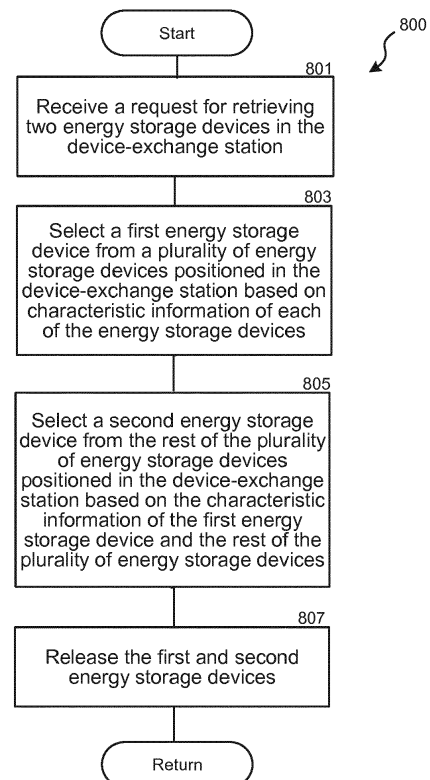 Start
800
801
Receive a request for retrieving
two energy storage devices in the
device-exchange station
803
Select a first energy storage
device from a plurality of energy
storage devices positioned in the
device-exchange station based on
characteristic information of each
of the energy storage devices
805
Select a second energy storage
device from the rest of the plurality
of energy storage devices
positioned in the device-exchange
station based on the characteristic
information of the first energy
storage device and the rest of the
plurality of energy storage devices
807
Release the first and second
energy storage devices
Return